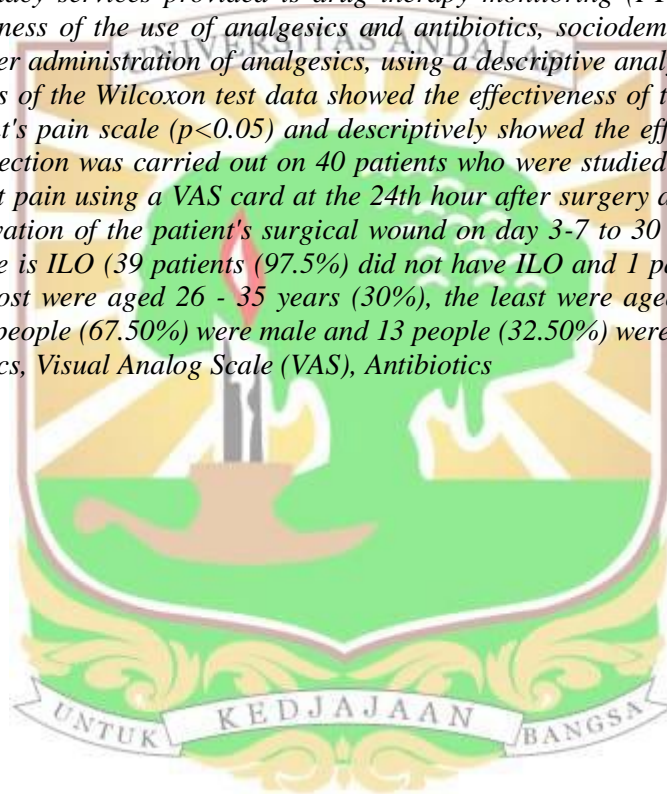 services provided is drug therapy monitoring
ness of the use of analgesics and antibiotics, sociodem
er administration of analgesics, using a descriptive anal
s of the Wilcoxon test data showed the effectiveness of t
UNIVERSITAS ANDALAS
nt's pain scale (p<0.05) and descriptively showed the eff
ection was carried out on 40 patients who were studied
t pain using a VAS card at the 24th hour after surgery a
vation of the patient's surgical wound on day 3-7 to 30
e is ILO (39 patients (97.5%) did not have ILO and 1 p
ost were aged 26 - 35 years (30%), the least were aged
people (67.50%) were male and 13 people (32.50%) were
cs, Visual Analog Scale (VAS), Antibiotics
UNTUK KEDJAJAAN BANGSA